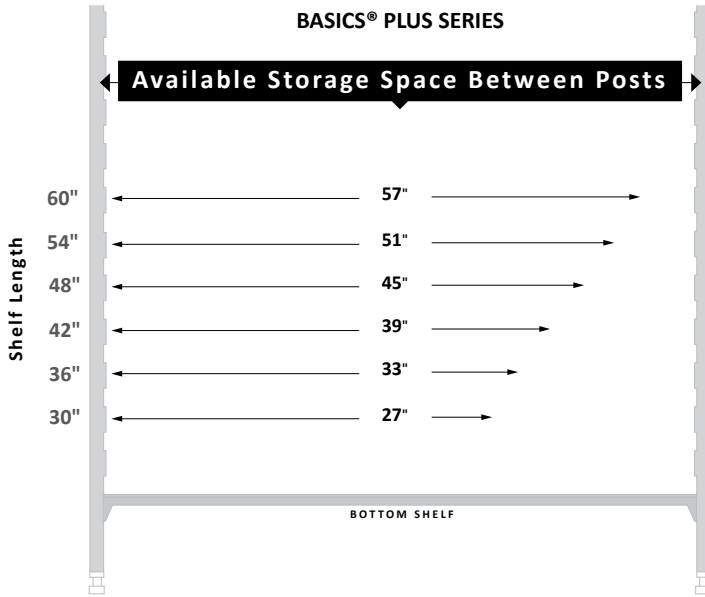 BASICS® PLUS SERIES
Available Storage Space Between Posts
Shelf Length
60" 57"
54" 51"
48" 45"
42" 39"
36" 33"
30" 27"
BOTTOM SHELF